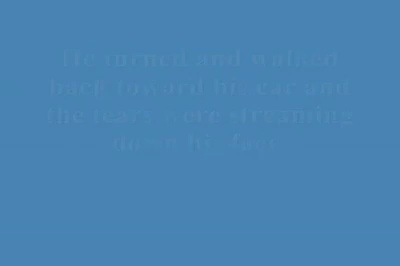 He turned and walked
back toward his car and
the tears were streaming
down his face